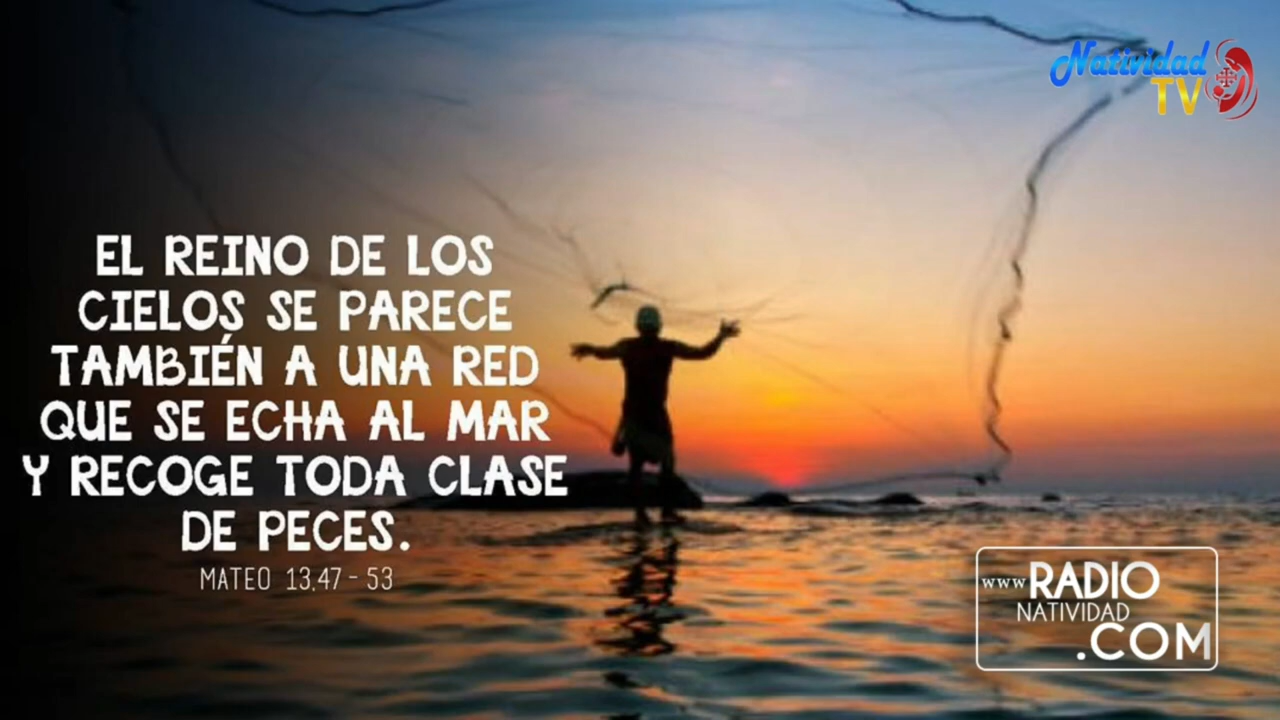 Natividad
TV
EL REINO DE LOS
CIELOS SE PARECE
TAMBIÉN A UNA RED
QUE SE ECHA AL MAR
Y RECOGE TODA CLASE
DE PECES.
MATEO 13,47 - 53
www RADIO
NATIVIDAD
.COM